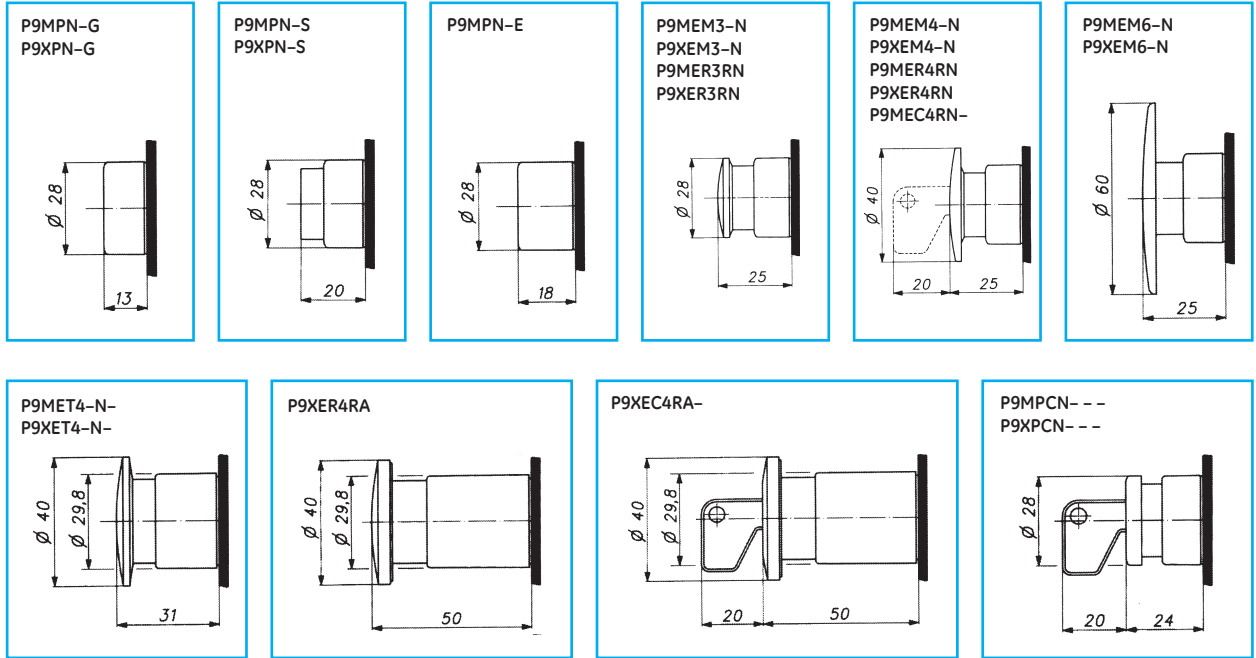 P9MPN–G
P9XPN–G
Ø 28
13
P9MPN–S
P9XPN–S
Ø 28
20
P9MPN–E
Ø 28
18
P9MEM3–N
P9XEM3–N
P9MER3RN
P9XER3RN
Ø 28
25
P9MEM4–N
P9XEM4–N
P9MER4RN
P9XER4RN
P9MEC4RN–
Ø 40
20 25
P9MEM6–N
P9XEM6–N
Ø 60
25
P9MET4–N–
P9XET4–N–
Ø 40
Ø 29,8
31
P9XER4RA
Ø 40
Ø 29,8
50
P9XEC4RA–
Ø 40
Ø 29,8
20 50
P9MPCN– – –
P9XPCN– – –
Ø 28
20 24